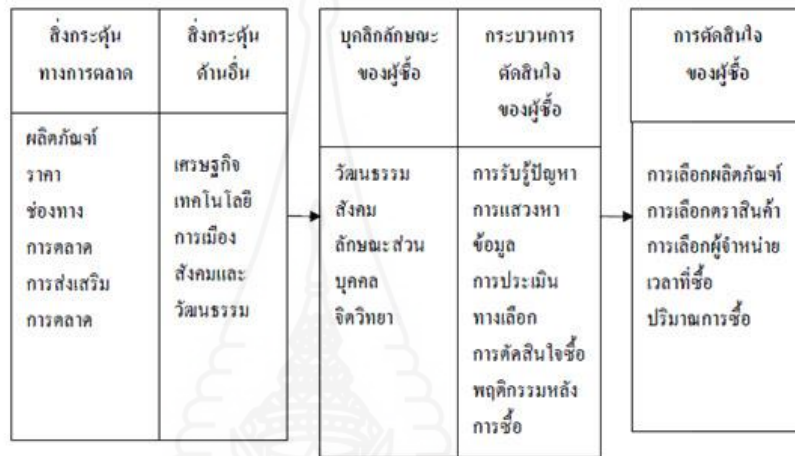 สิ่งกระตุ้น
ทางการตลาด
ผลิตภัณฑ์
ราคา
ช่องทาง
การตลาด
การส่งเสริม
การตลาด
สิ่งกระตุ้น
ด้านอื่น
เศรษฐกิจ
เทคโนโลยี
การเมือง
สังคมและ
วัฒนธรรม
บุคลิกลักษณะ
ของผู้ซื้อ
วัฒนธรรม
สังคม
ลักษณะส่วน
บุคคล
จิตวิทยา
กระบวนการ
ตัดสินใจ
ของผู้ซื้อ
การรับรู้ปัญหา
การแสวงหา
ข้อมูล
การประเมิน
ทางเลือก
การตัดสินใจซื้อ
พฤติกรรมหลัง
การซื้อ
การตัดสินใจ
ของผู้ซื้อ
การเลือกผลิตภัณฑ์
การเลือกตราสินค้า
การเลือกผู้จำหน่าย
เวลาที่ซื้อ
ปริมาณการซื้อ